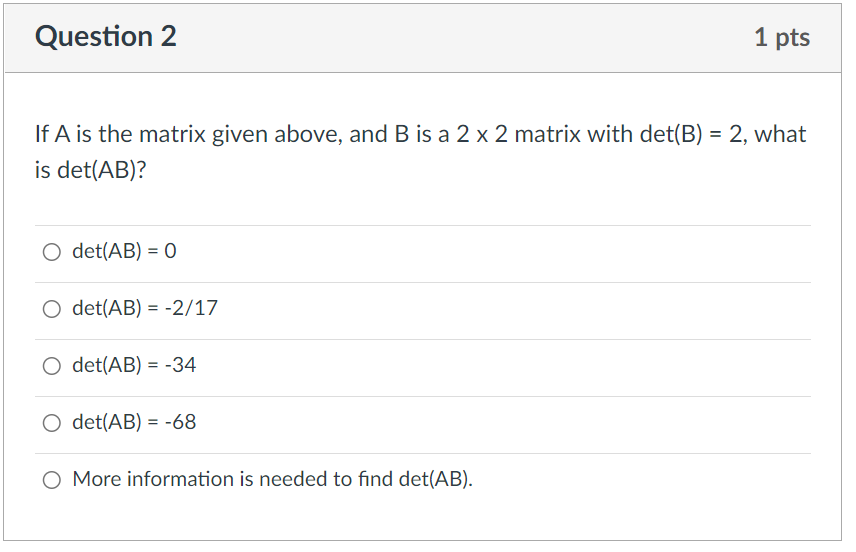 Question 2
1 pts
If A is the matrix given above, and B is a 2 x 2 matrix with det(B) = 2, what
is det(AB)?
det(AB) = 0
det(AB) = -2/17
det(AB) = -34
det(AB) = -68
More information is needed to find det(AB).